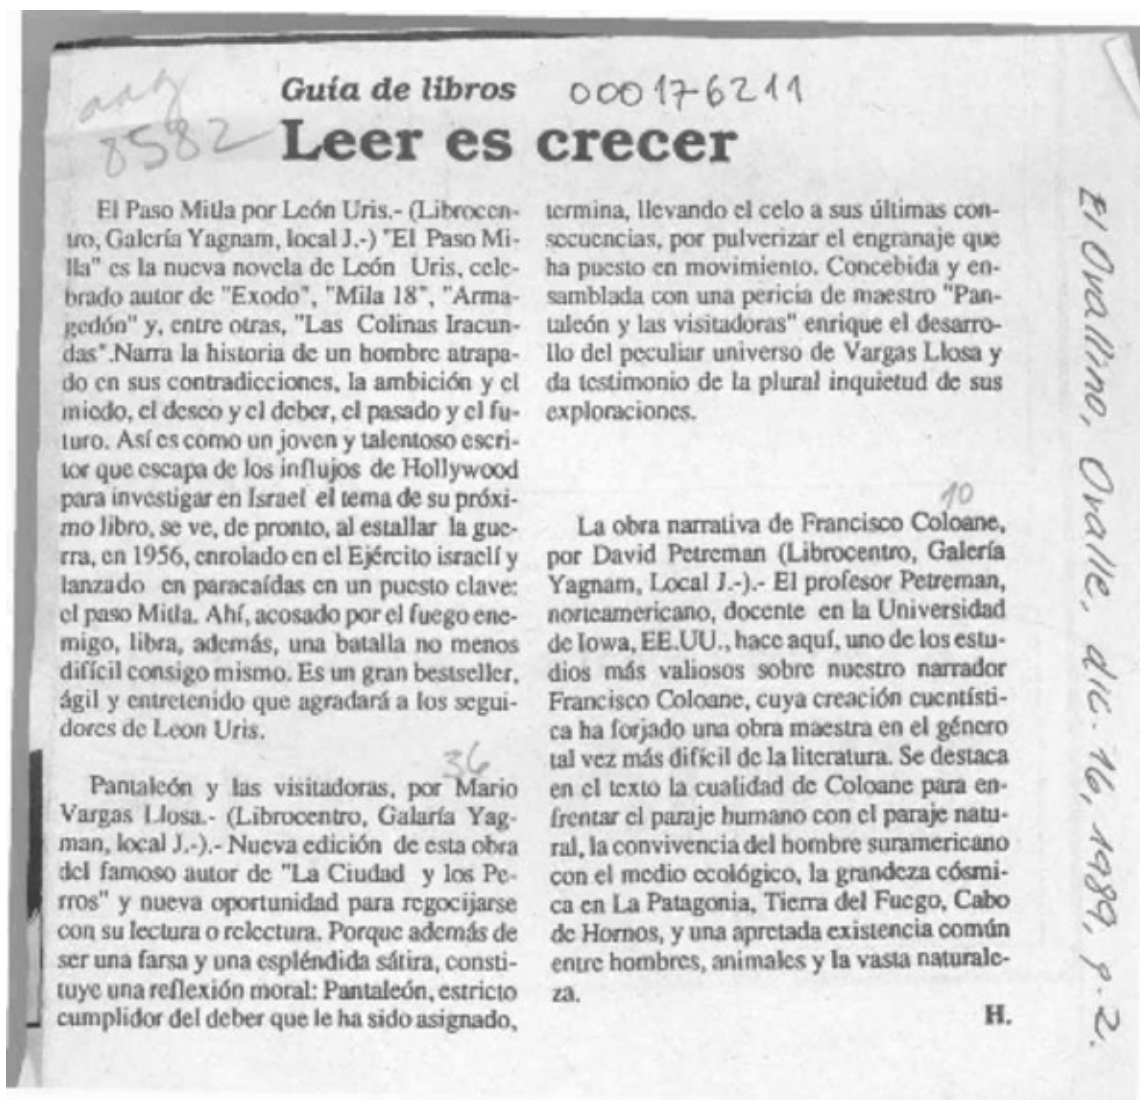 Guía de libros
000176211
aag
8582
Leer es crecer
El Paso Mitla por León Uris.- (Librocen-
tro, Galería Yagnam, local J.-) "El Paso Mi-
lla" es la nueva novela de León Uris, cele-
brado autor de "Exodo", "Mila 18", "Arma-
gedón" y, entre otras, "Las Colinas Iracun-
das".Narra la historia de un hombre atrapa-
do en sus contradicciones, la ambición y el
miedo, el deseo y el deber, el pasado y el fu-
turo. Así es como un joven y talentoso escri-
tor que escapa de los influjos de Hollywood
para investigar en Israel el tema de su próxi-
mo libro, se ve, de pronto, al estallar la gue-
rra, en 1956, enrolado en el Ejército israelí y
lanzado en paracaídas en un puesto clave:
el paso Mitla. Ahí, acosado por el fuego ene-
migo, libra, además, una batalla no menos
difícil consigo mismo. Es un gran bestseller,
ágil y entretenido que agradará a los segui-
dores de Leon Uris.
36
Pantaleón y las visitadoras, por Mario
Vargas Llosa.- (Librocentro, Galaría Yag-
man, local J.-).- Nueva edición de esta obra
del famoso autor de "La Ciudad y los Pe-
rros" y nueva oportunidad para regocijarse
con su lectura o relectura. Porque además de
ser una farsa y una espléndida sátira, consti-
tuye una reflexión moral: Pantaleón, estricto
cumplidor del deber que le ha sido asignado,
termina, llevando el celo a sus últimas con-
secuencias, por pulverizar el engranaje que
ha puesto en movimiento. Concebida y en-
samblada con una pericia de maestro "Pan-
taleón y las visitadoras" enrique el desarro-
llo del peculiar universo de Vargas Llosa y
da testimonio de la plural inquietud de sus
exploraciones.
10
La obra narrativa de Francisco Coloane,
por David Petreman (Librocentro, Galería
Yagnam, Local J.-).- El profesor Petreman,
norteamericano, docente en la Universidad
de Iowa, EE.UU., hace aquí, uno de los estu-
dios más valiosos sobre nuestro narrador
Francisco Coloane, cuya creación cuentísti-
ca ha forjado una obra maestra en el género
tal vez más difícil de la literatura. Se destaca
en el texto la cualidad de Coloane para en-
frentar el paraje humano con el paraje natu-
ral, la convivencia del hombre suramericano
con el medio ecológico, la grandeza cósmi-
ca en La Patagonia, Tierra del Fuego, Cabo
de Hornos, y una apretada existencia común
entre hombres, animales y la vasta naturale-
za.
H.
El Ovallino, Ovalle, dic. 16, 1989, p. 2.